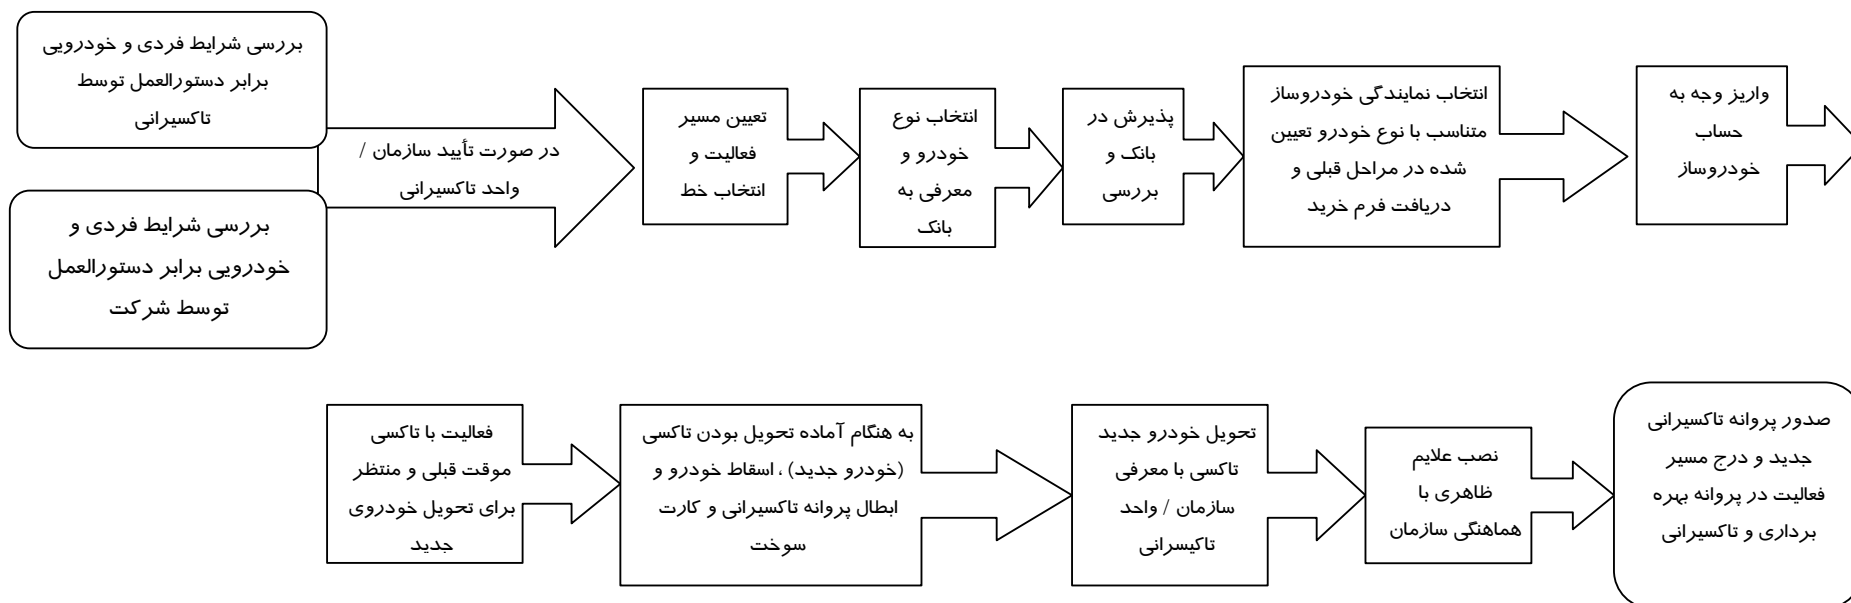 بررسی شرایط فردی و خودرویی
برابر دستورالعمل توسط
تاکسیرانی
بررسی شرایط فردی و
خودرویی برابر دستورالعمل
توسط شرکت
در صورت تأیید سازمان /
واحد تاکسیرانی
تعیین مسیر
فعالیت و
انتخاب خط
انتخاب نوع
خودرو و
معرفی به
بانک
پذیرش در
بانک و
بررسی
انتخاب نمایندگی خودروساز
متناسب با نوع خودرو تعیین
شده در مراحل قبلی و
دریافت فرم خرید
واریز وجه به
حساب
خودروساز
فعالیت با تاکسی
موقت قبلی و منتظر
برای تحویل خودروی
جدید
به هنگام آماده تحویل بودن تاکسی
(خودرو جدید) ، اسقاط خودرو و
ابطال پروانه تاکسیرانی و کارت
سوخت
تحویل خودرو جدید
تاکسی با معرفی
سازمان / واحد
تاکیسرانی
نصب علایم
ظاهری با
هماهنگی سازمان
صدور پروانه تاکسیرانی
جدید و درج مسیر
فعالیت در پروانه بهره
برداری و تاکسیرانی